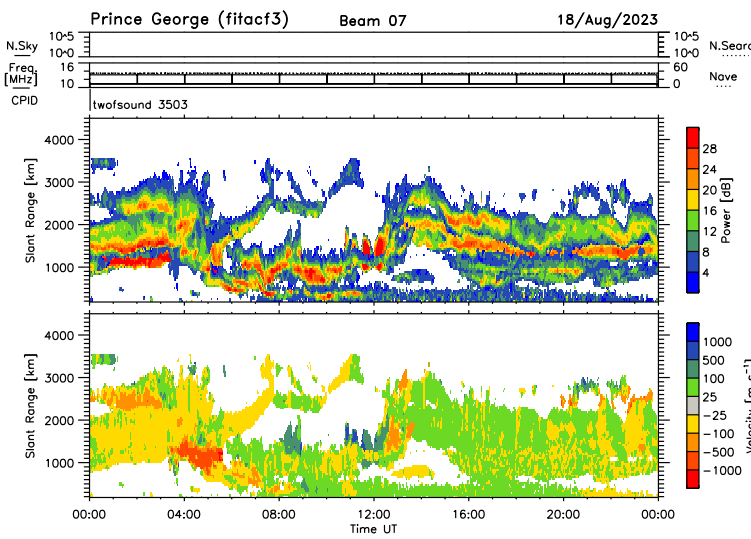 Prince George (fitacf3) Beam 07 18/Aug/2023
N.Sky 10^5 10^5 N.Sear
10^0 10^0
Freq. 16 60 Nave
[MHz] 10 0
CPID twofsound 3503
Slant Range [km]
4000
3000
2000
1000
Power [dB]
28
24
20
16
12
8
4
Slant Range [km]
4000
3000
2000
1000
Velocity [m s⁻¹]
1000
500
100
25
-25
-100
-500
-1000
00:00 04:00 08:00 12:00 16:00 20:00 00:00
Time UT